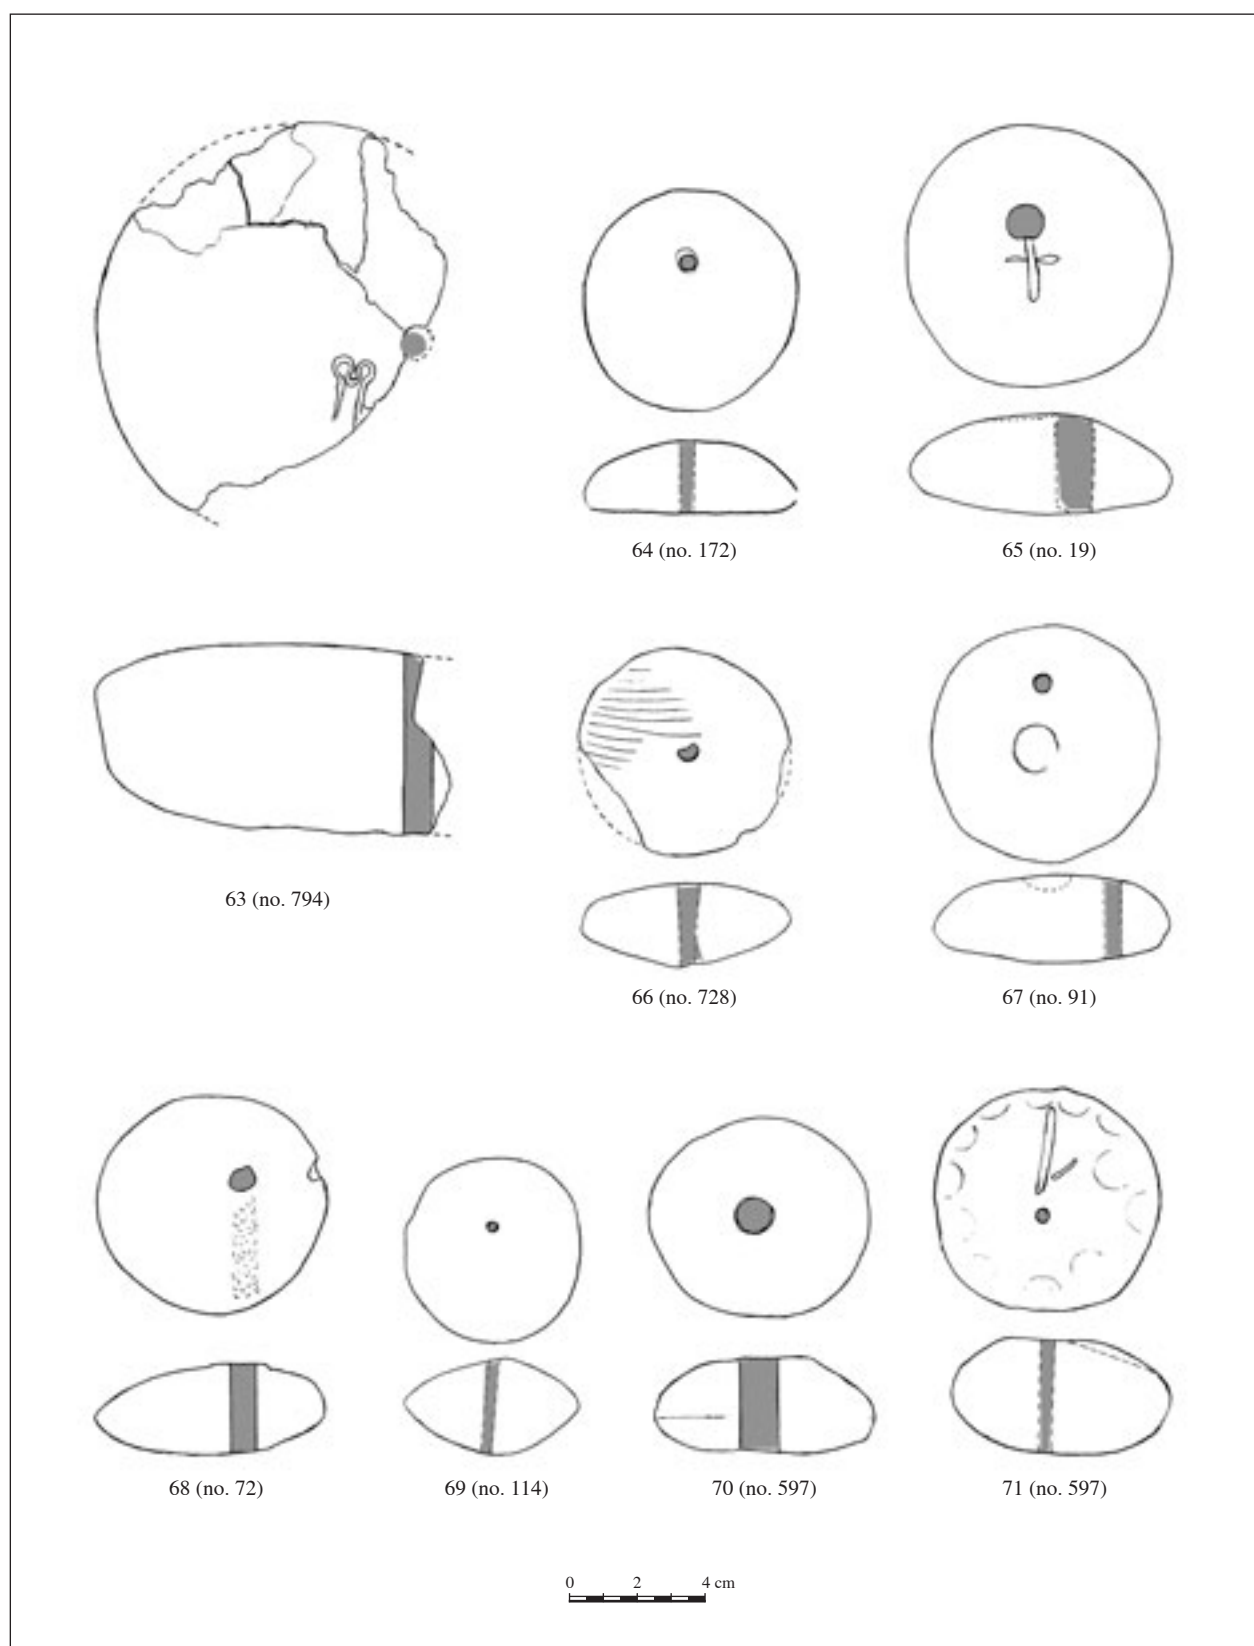 64 (no. 172)
65 (no. 19)
63 (no. 794)
66 (no. 728)
67 (no. 91)
68 (no. 72)
69 (no. 114)
70 (no. 597)
71 (no. 597)
0 2 4 cm